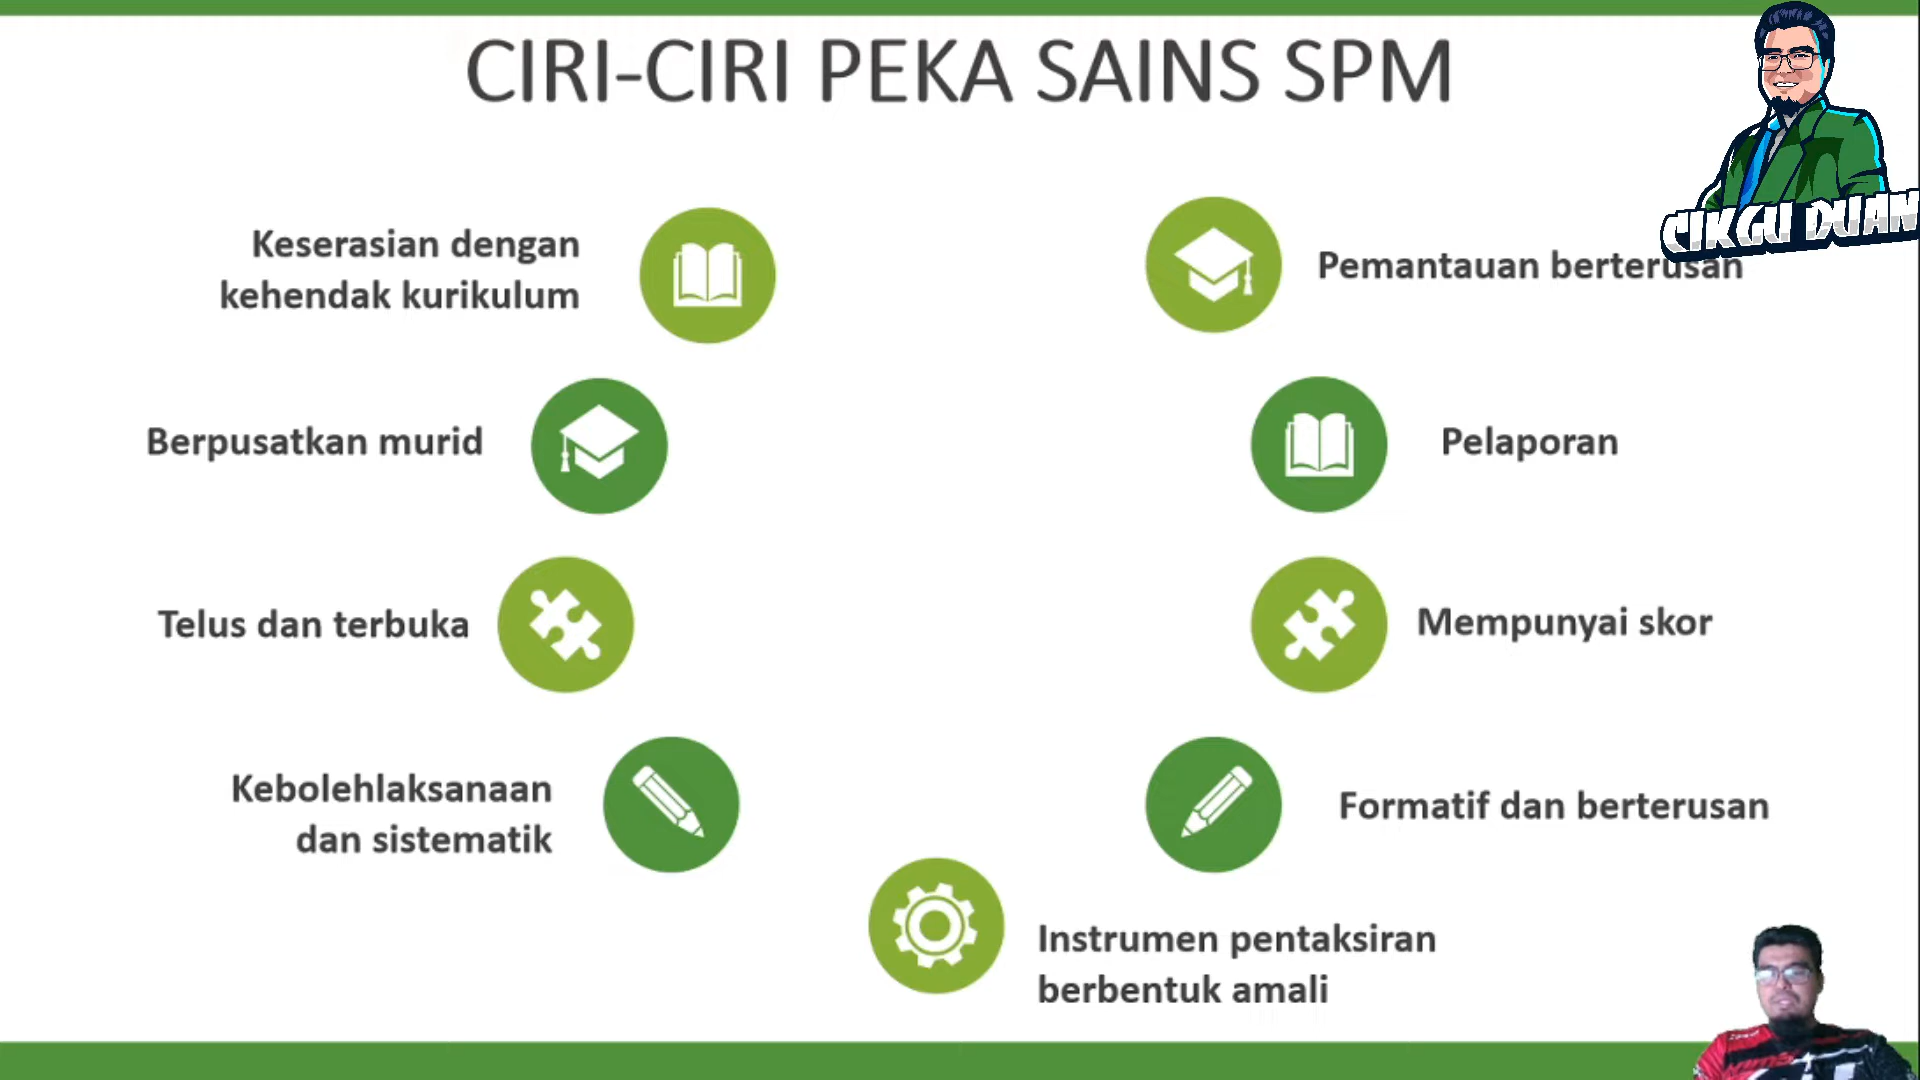 CIRI-CIRI PEKA SAINS SPM
CIKGU DUAN
Keserasian dengan
kehendak kurikulum
Pemantauan berterusan
Berpusatkan murid
Pelaporan
Telus dan terbuka
Mempunyai skor
Kebolehlaksanaan
dan sistematik
Formatif dan berterusan
Instrumen pentaksiran
berbentuk amali